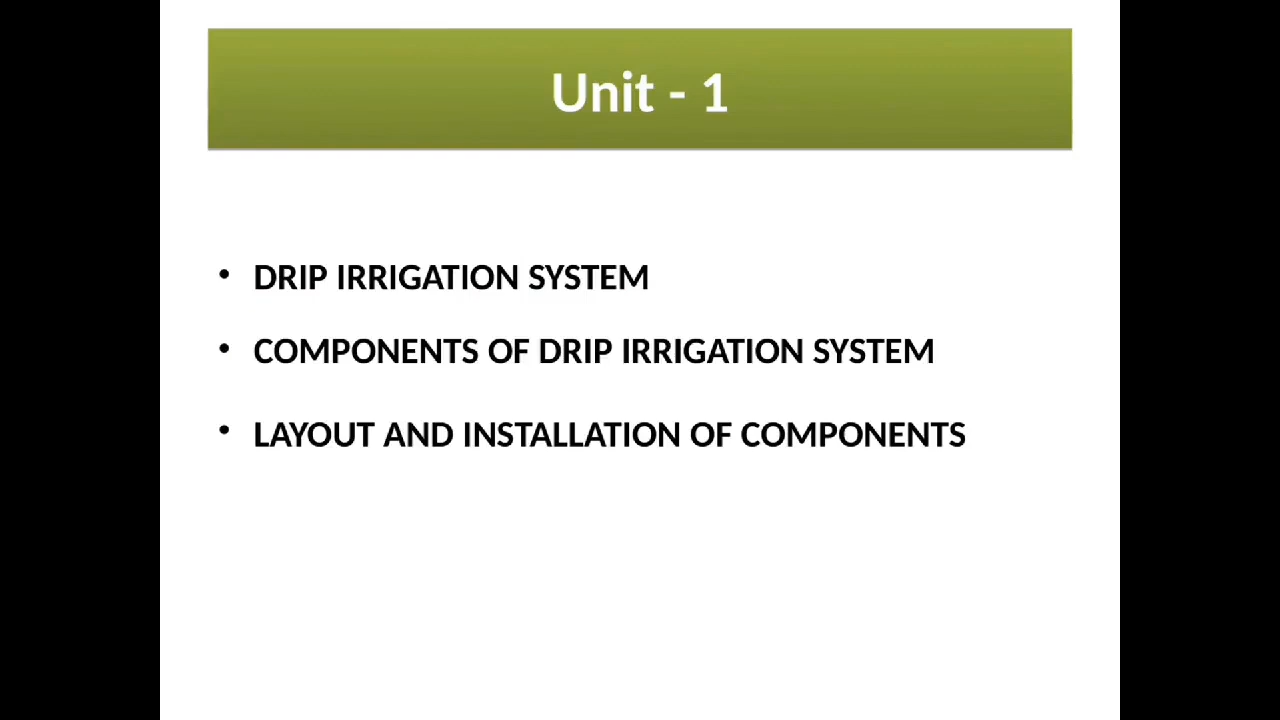 Unit - 1
• DRIP IRRIGATION SYSTEM
• COMPONENTS OF DRIP IRRIGATION SYSTEM
• LAYOUT AND INSTALLATION OF COMPONENTS